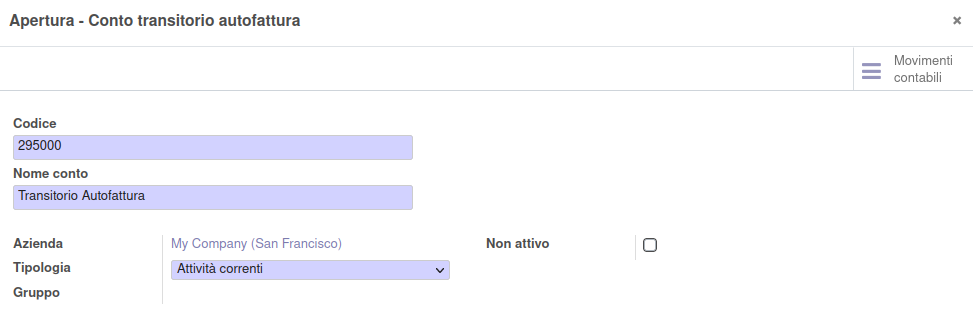 Apertura - Conto transitorio autofattura
×
Movimenti
contabili
Codice
295000
Nome conto
Transitorio Autofattura
Azienda My Company (San Francisco) Non attivo
Tipologia Attività correnti
Gruppo